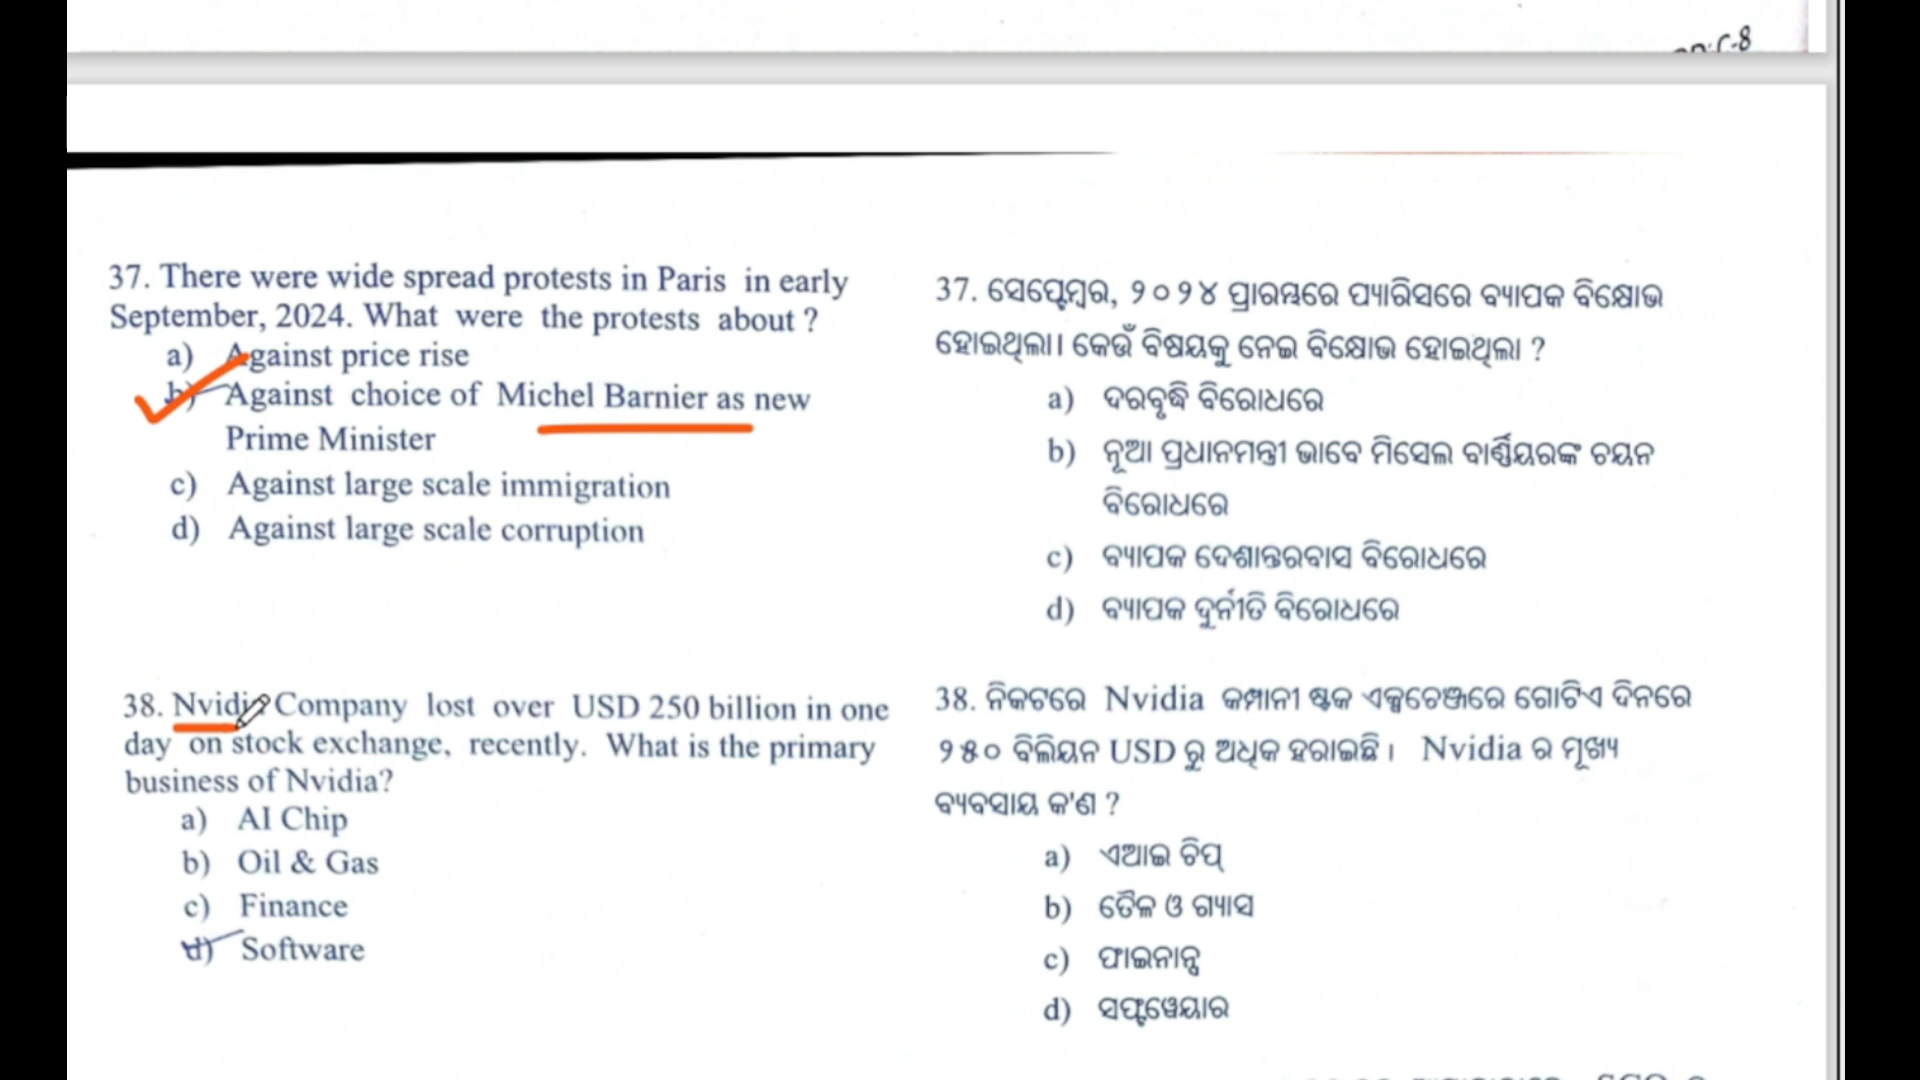 C-8
37. There were wide spread protests in Paris in early
September, 2024. What were the protests about ?
a) Against price rise
b) Against choice of Michel Barnier as new
Prime Minister
c) Against large scale immigration
d) Against large scale corruption
38. Nvidia Company lost over USD 250 billion in one
day on stock exchange, recently. What is the primary
business of Nvidia?
a) AI Chip
b) Oil & Gas
c) Finance
d) Software
37. ସେପ୍ଟେମ୍ବର, ୨୦୨୪ ପ୍ରାରମ୍ଭରେ ପ୍ୟାରିସରେ ବ୍ୟାପକ ବିକ୍ଷୋଭ
ହୋଇଥିଲା। କେଉଁ ବିଷୟକୁ ନେଇ ବିକ୍ଷୋଭ ହୋଇଥିଲା ?
a) ଦରବୃଦ୍ଧି ବିରୋଧରେ
b) ନୂଆ ପ୍ରଧାନମନ୍ତ୍ରୀ ଭାବେ ମିସେଲ ବାର୍ଣ୍ଣିୟରଙ୍କ ଚୟନ
ବିରୋଧରେ
c) ବ୍ୟାପକ ଦେଶାନ୍ତରବାସ ବିରୋଧରେ
d) ବ୍ୟାପକ ଦୁର୍ନୀତି ବିରୋଧରେ
38. ନିକଟରେ Nvidia କମ୍ପାନୀ ଷ୍ଟକ ଏକ୍ସଚେଞ୍ଜରେ ଗୋଟିଏ ଦିନରେ
୨୫୦ ବିଲିୟନ USD ରୁ ଅଧିକ ହରାଇଛି । Nvidia ର ମୂଖ୍ୟ
ବ୍ୟବସାୟ କ'ଣ ?
a) ଏଆଇ ଚିପ୍
b) ତୈଳ ଓ ଗ୍ୟାସ
c) ଫାଇନାନ୍ସ
d) ସଫ୍ଟୱେୟାର